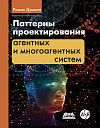 Роман Душкин
Паттерны проектирования
агентных и многоагентных
систем